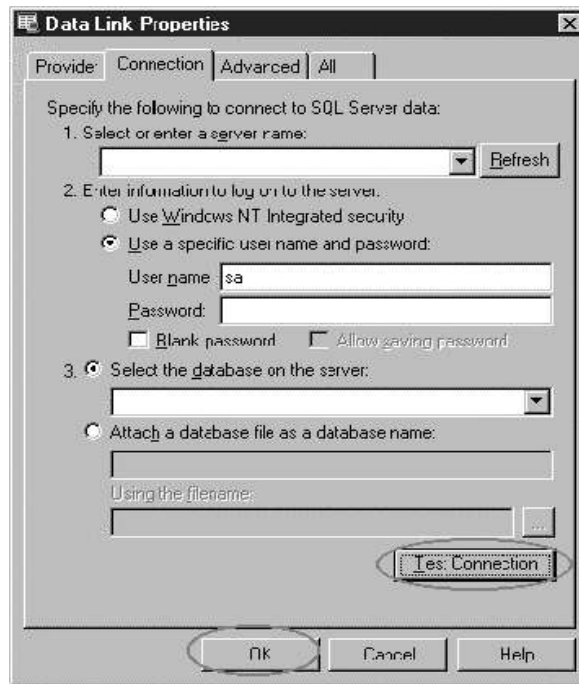 Data Link Properties
Provider Connection Advanced All
Specify the following to connect to SQL Server data:
1. Select or enter a server name:
Refresh
2. Enter information to log on to the server:
Use Windows NT Integrated security
Use a specific user name and password:
User name sa
Password:
Blank password Allow saving password
3. Select the database on the server:
Attach a database file as a database name:
Using the filename:
...
Test Connection
OK Cancel Help